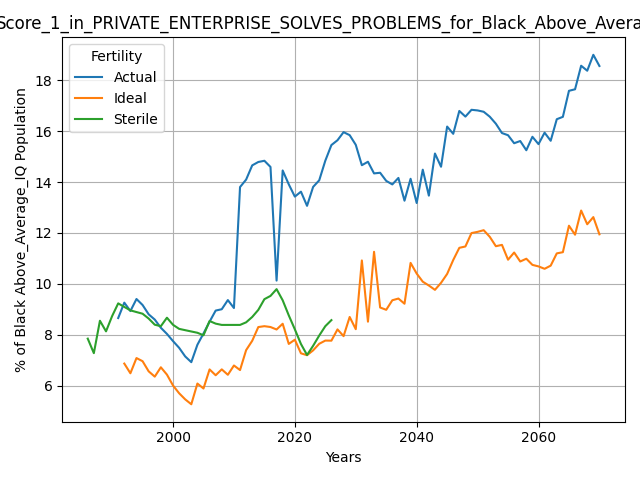 Score_1_in_PRIVATE_ENTERPRISE_SOLVES_PROBLEMS_for_Black_Above_Avera
Fertility
Actual
Ideal
Sterile
% of Black Above_Average_IQ Population
18
16
14
12
10
8
6
2000 2020 2040 2060
Years